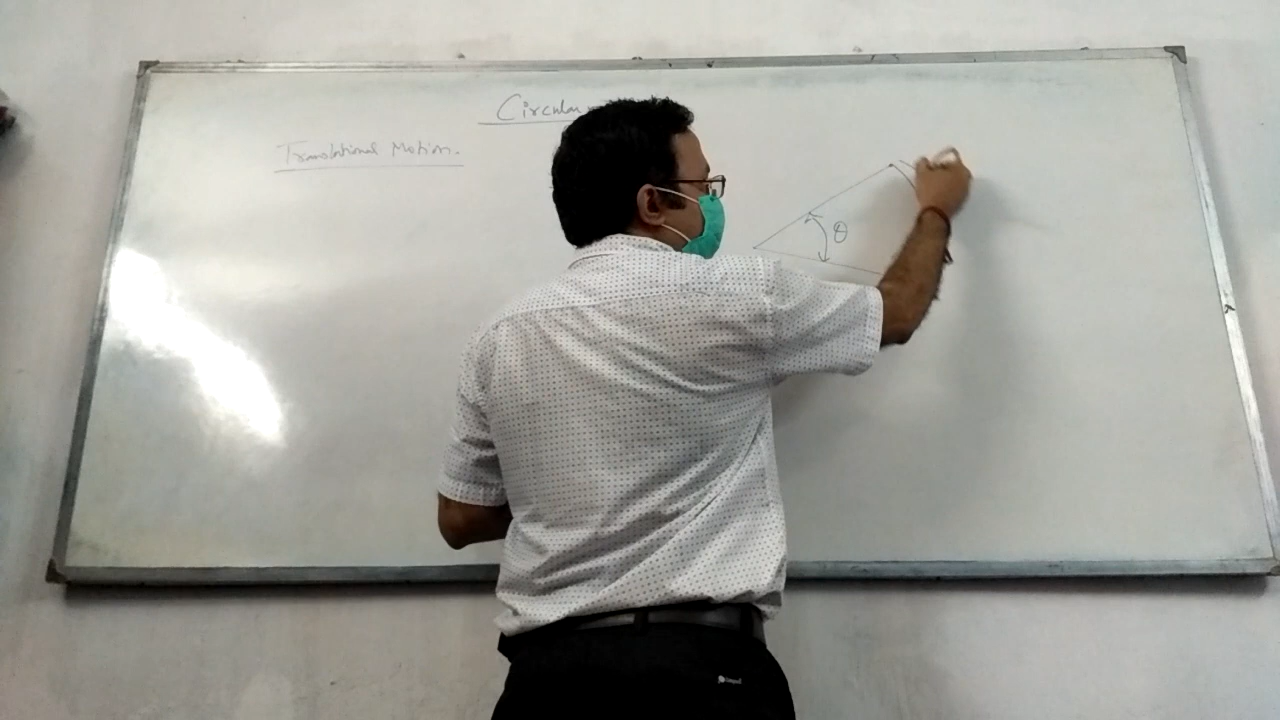 Circular
Translational Motion.
θ